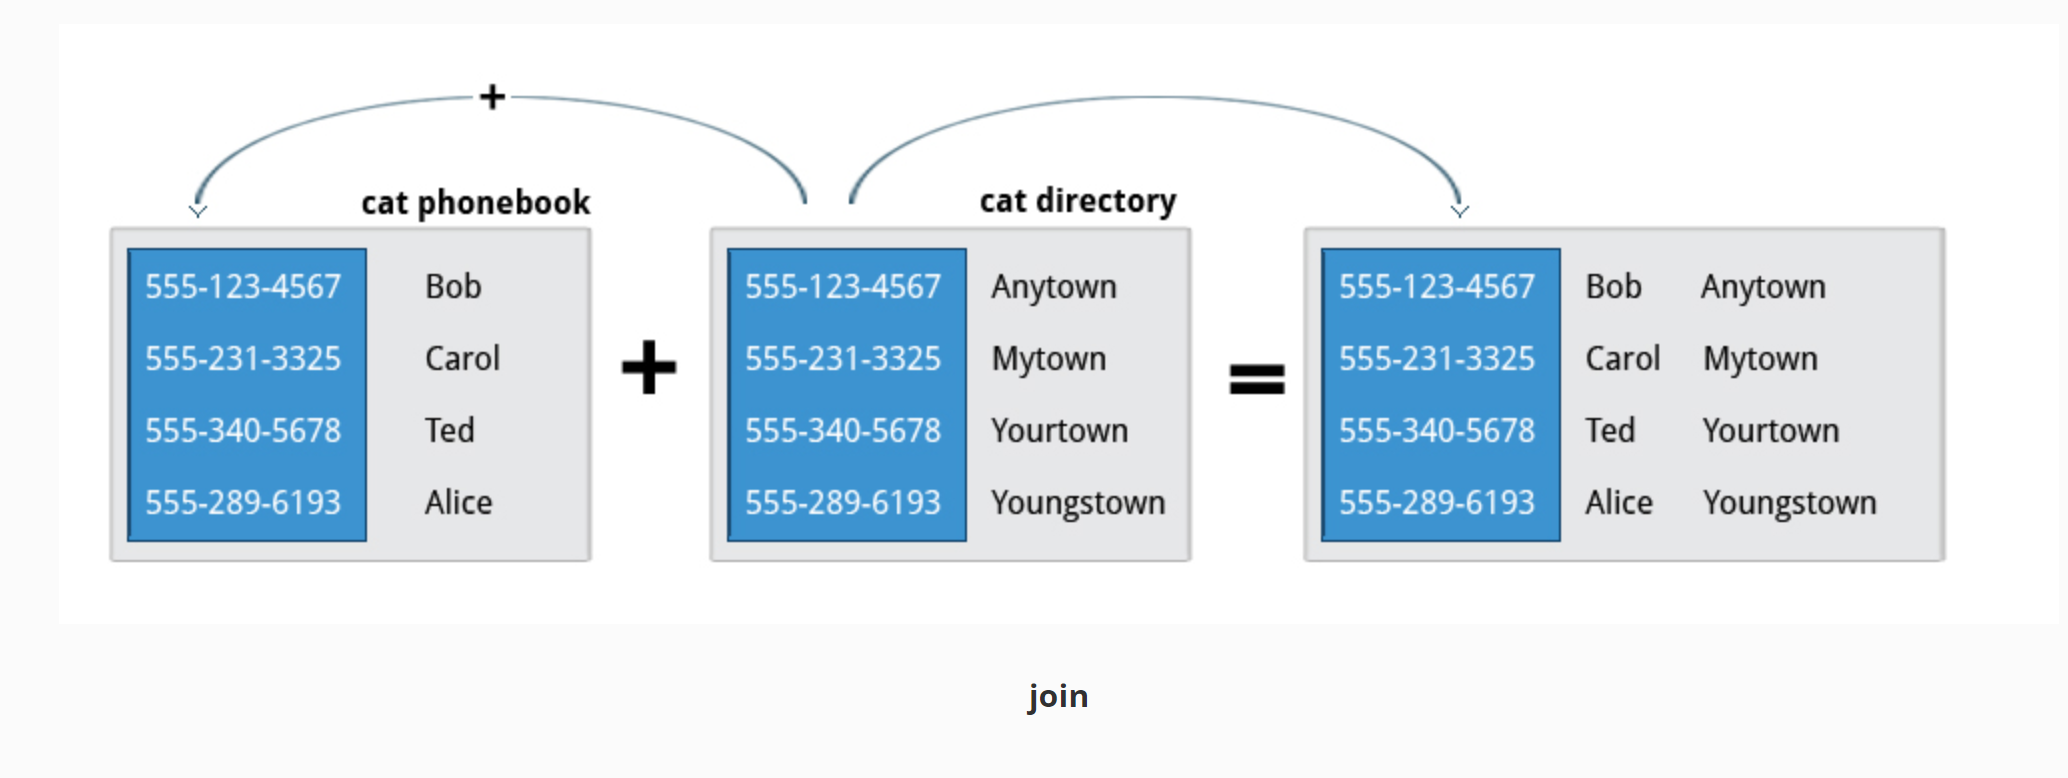 +
cat phonebook
cat directory
555-123-4567 Bob
555-231-3325 Carol
555-340-5678 Ted
555-289-6193 Alice
+
555-123-4567 Anytown
555-231-3325 Mytown
555-340-5678 Yourtown
555-289-6193 Youngstown
=
555-123-4567 Bob Anytown
555-231-3325 Carol Mytown
555-340-5678 Ted Yourtown
555-289-6193 Alice Youngstown
join